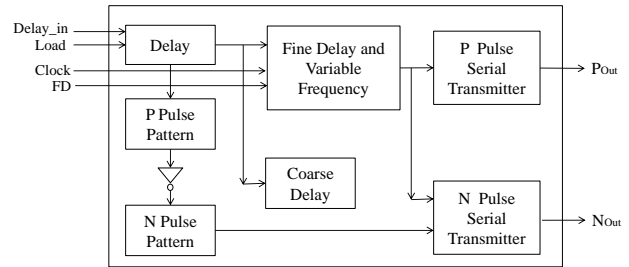 Delay_in
Load
Clock
FD
Delay
Fine Delay and
Variable
Frequency
P Pulse
Serial
Transmitter
POut
P Pulse
Pattern
Coarse
Delay
N Pulse
Pattern
N Pulse
Serial
Transmitter
NOut